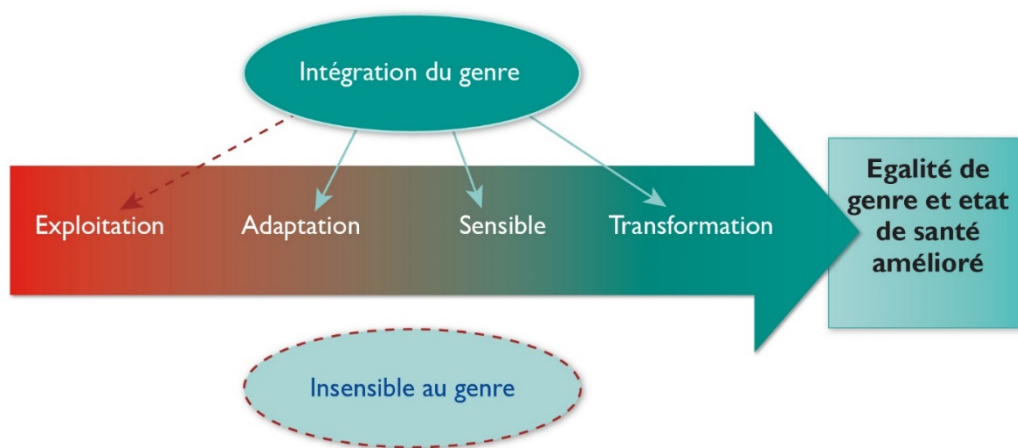 Intégration du genre
Exploitation
Adaptation
Sensible
Transformation
Egalité de
genre et etat
de santé
amélioré
Insensible au genre